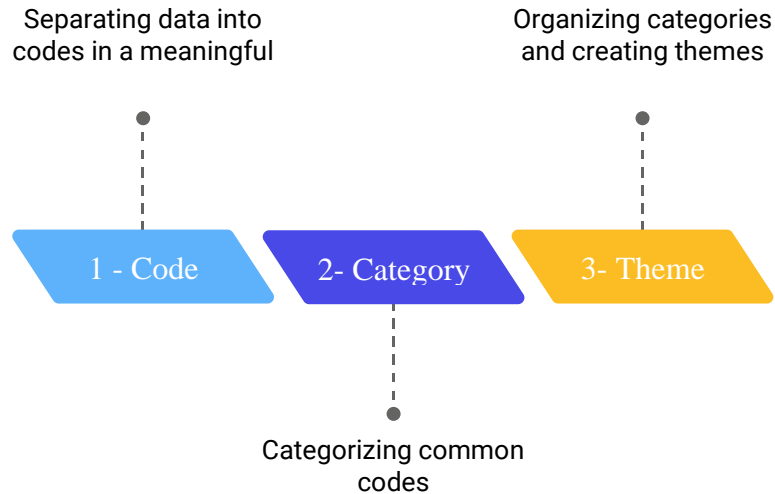 Separating data into
codes in a meaningful
Organizing categories
and creating themes
1 - Code
2- Category
3- Theme
Categorizing common
codes